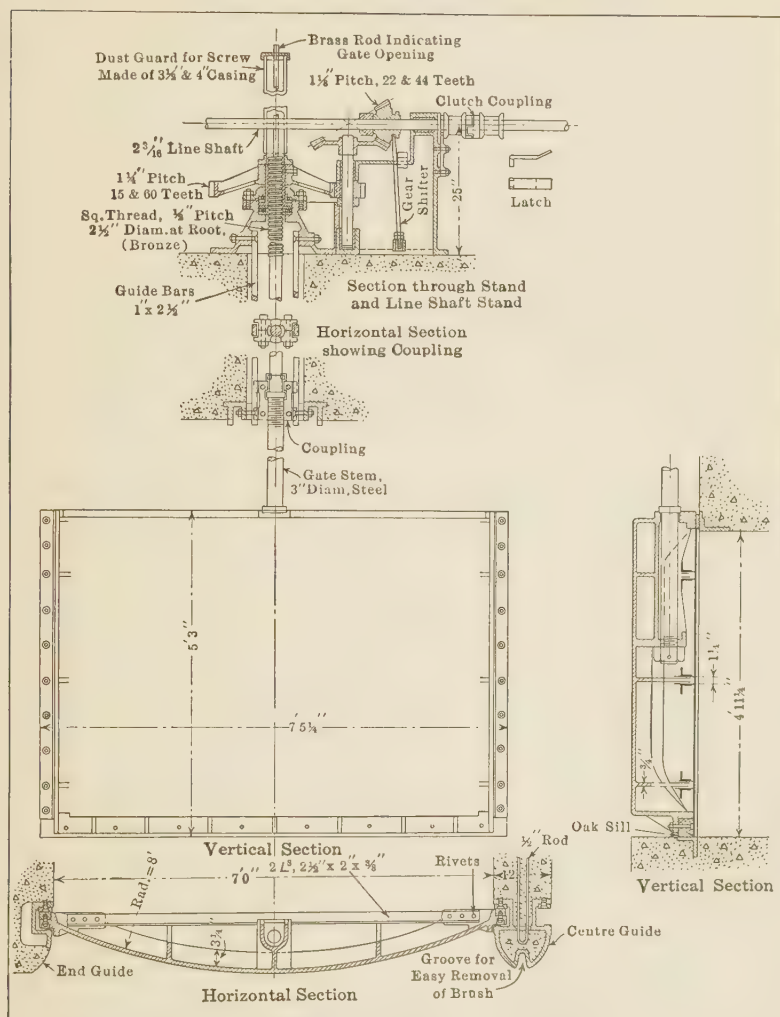 Brass Rod Indicating
Gate Opening
Dust Guard for Screw
Made of 3½" & 4" Casing
1⅛" Pitch, 22 & 44 Teeth
Clutch Coupling
2 3/16" Line Shaft
Latch
1¼" Pitch
15 & 60 Teeth
Gear
Shifter
25"
Sq. Thread, ⅝" Pitch
2½" Diam. at Root,
(Bronze)
Guide Bars
1" x 2½"
Section through Stand
and Line Shaft Stand
Horizontal Section
showing Coupling
Coupling
Gate Stem,
3" Diam, Steel
5'3"
7'5¼"
1¼"
4'11¼"
¾"
Oak Sill
Vertical Section
Vertical Section
½"
Rod
Rad. = 8'
7'0"
2 Lˢ, 2½" x 2" x ⅜"
Rivets
12"
3¼"
End Guide
Centre Guide
Groove for
Easy Removal
of Brush
Horizontal Section